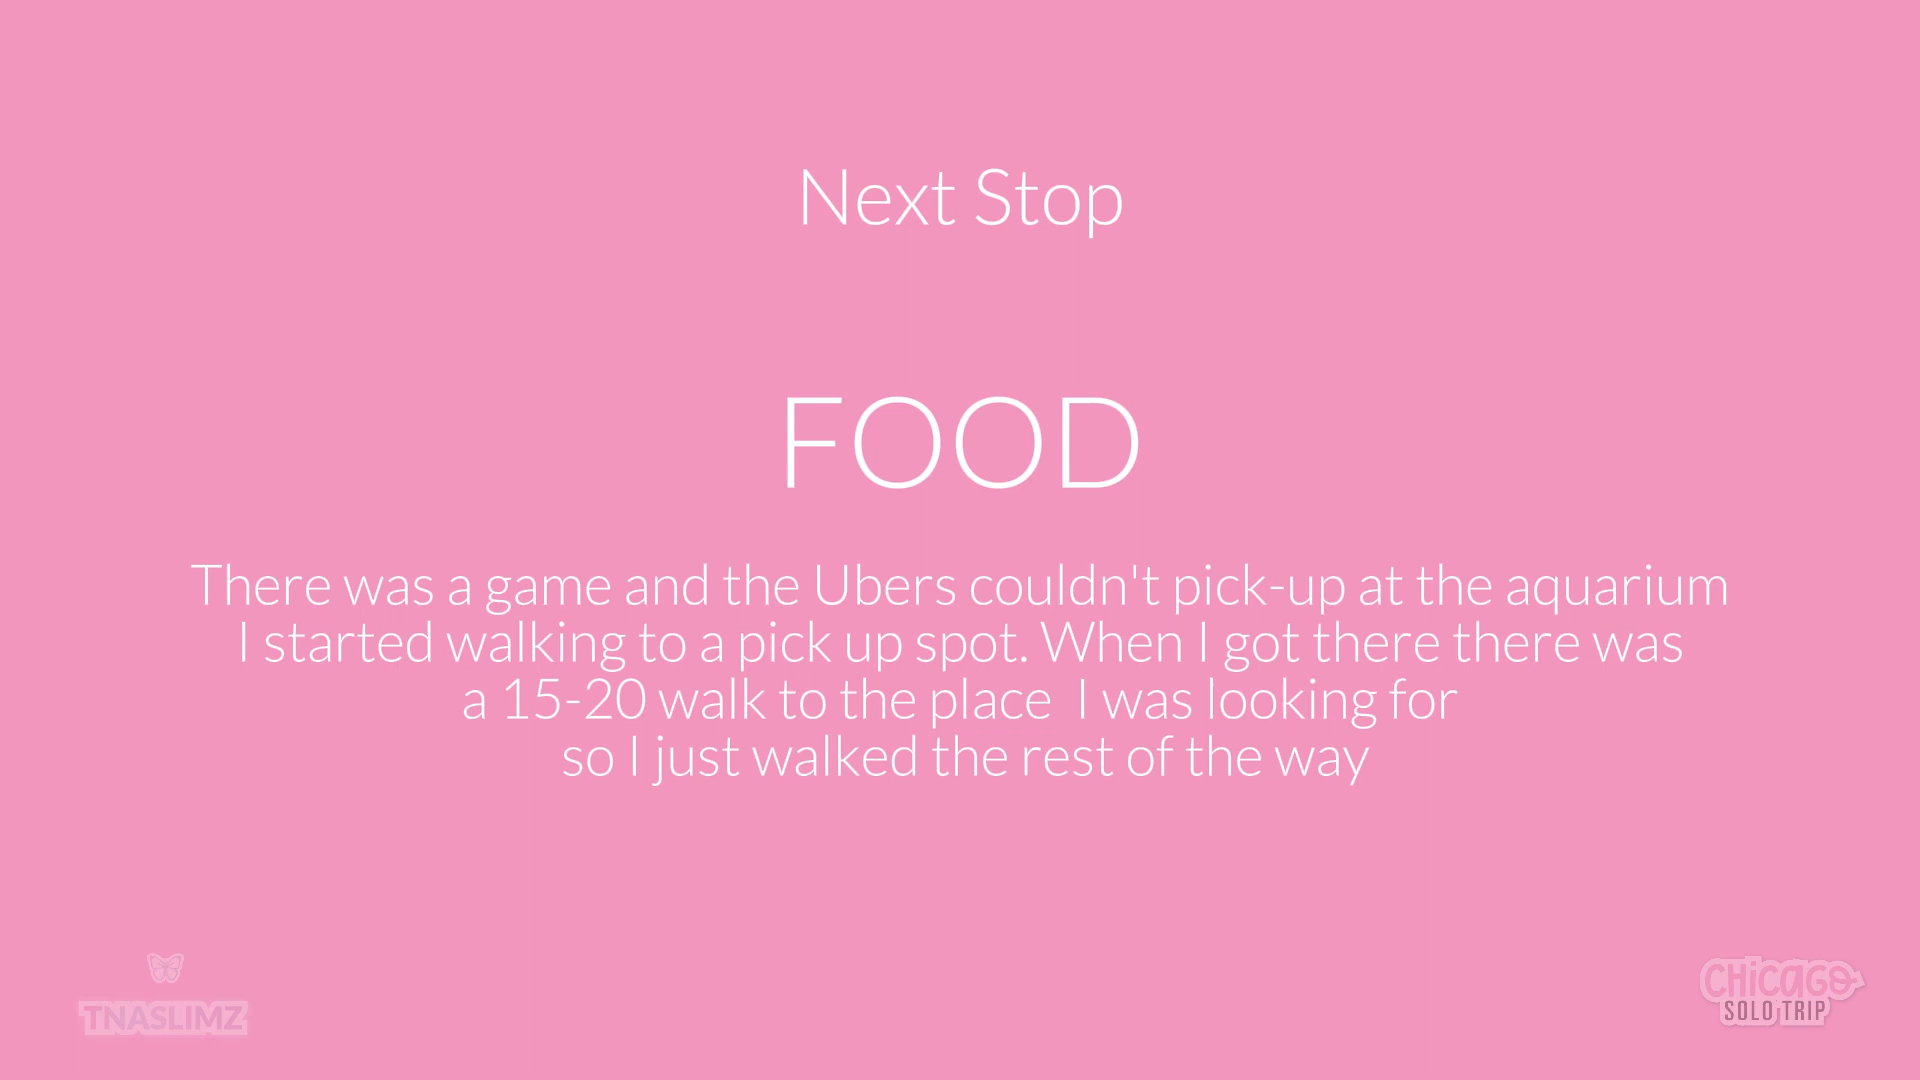 Next Stop
FOOD
There was a game and the Ubers couldn't pick-up at the aquarium
I started walking to a pick up spot. When I got there there was
a 15-20 walk to the place  I was looking for
so I just walked the rest of the way
TNASLIMZ
CHicAGO
SOLO TRIP